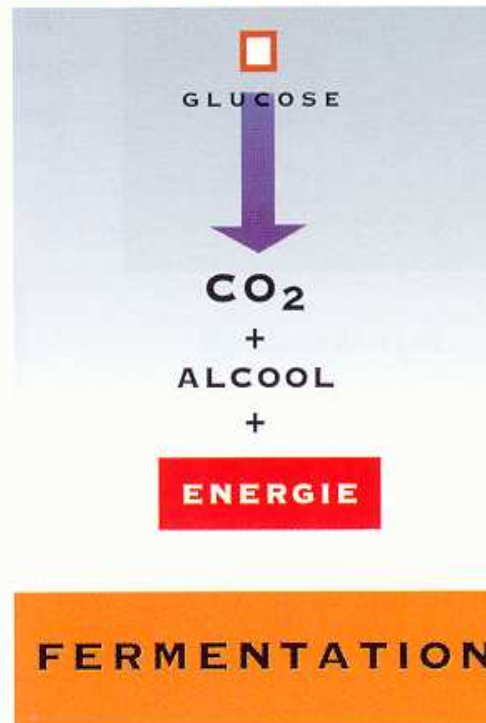 GLUCOSE
CO₂
+
ALCOOL
+
ENERGIE
FERMENTATION